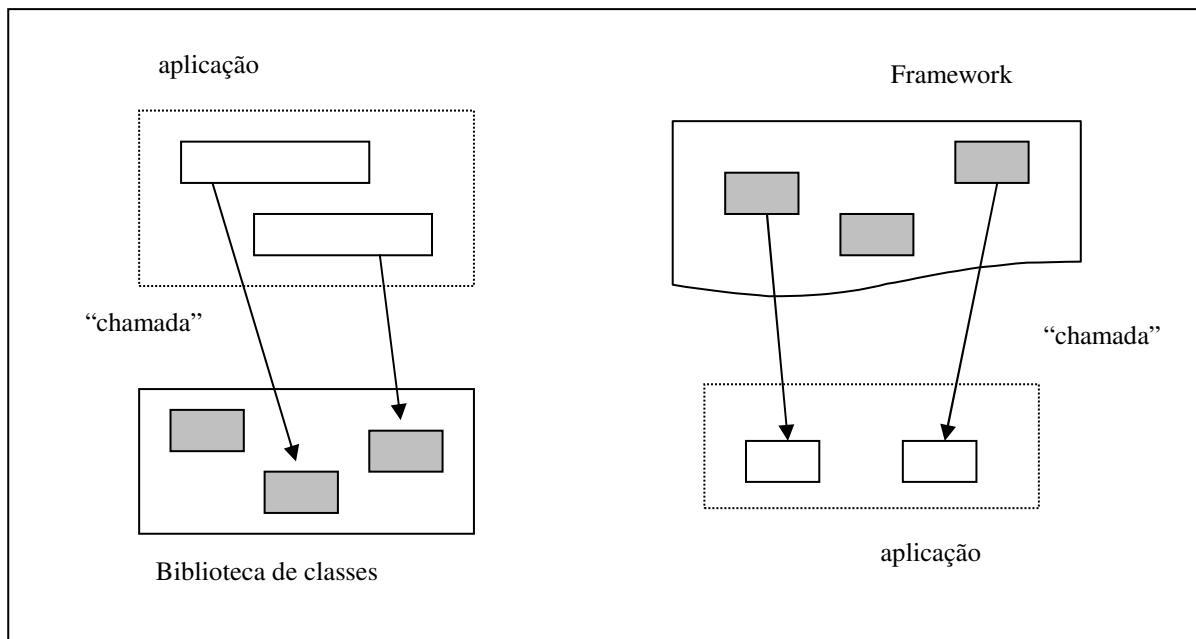 aplicação
Framework
“chamada”
“chamada”
Biblioteca de classes
aplicação